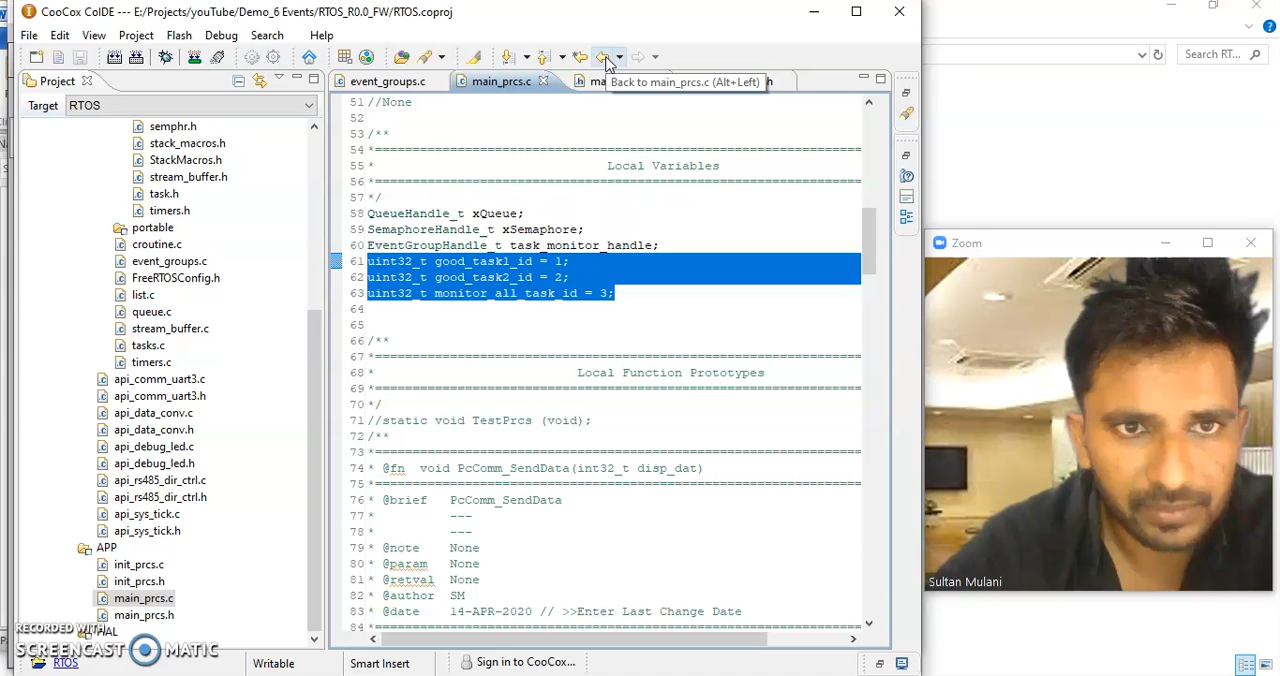 CooCox CoIDE --- E:/Projects/youTube/Demo_6 Events/RTOS_R0.0_FW/RTOS.coproj
File Edit View Project Flash Debug Search Help
Project
event_groups.c main_prcs.c ma
Back to main_prcs.c (Alt+Left)
h
Target RTOS
semphr.h
stack_macros.h
StackMacros.h
stream_buffer.h
task.h
timers.h
portable
croutine.c
event_groups.c
FreeRTOSConfig.h
list.c
queue.c
stream_buffer.c
tasks.c
timers.c
api_comm_uart3.c
api_comm_uart3.h
api_data_conv.c
api_data_conv.h
api_debug_led.c
api_debug_led.h
api_rs485_dir_ctrl.c
api_rs485_dir_ctrl.h
api_sys_tick.c
api_sys_tick.h
APP
init_prcs.c
init_prcs.h
main_prcs.c
main_prcs.h
HAL
51 //None
52
53 /**
54 *====================================================
55 * Local Variables
56 *====================================================
57 */
58 QueueHandle_t xQueue;
59 SemaphoreHandle_t xSemaphore;
60 EventGroupHandle_t task_monitor_handle;
61 uint32_t good_task1_id = 1;
62 uint32_t good_task2_id = 2;
63 uint32_t monitor_all_task_id = 3;
64
65
66 /**
67 *====================================================
68 * Local Function Prototypes
69 *====================================================
70 */
71 //static void TestPrcs (void);
72 /**
73 *====================================================
74 * @fn void PcComm_SendData(int32_t disp_dat)
75 *====================================================
76 * @brief PcComm_SendData
77 * ---
78 * ---
79 * @note None
80 * @param None
81 * @retval None
82 * @author SM
83 * @date 14-APR-2020 // >>Enter Last Change Date
84 *====================================================
RECORDED WITH
SCREENCAST MATIC
RTOS Writable Smart Insert Sign in to CooCox...
Search RT...
Zoom
Sultan Mulani